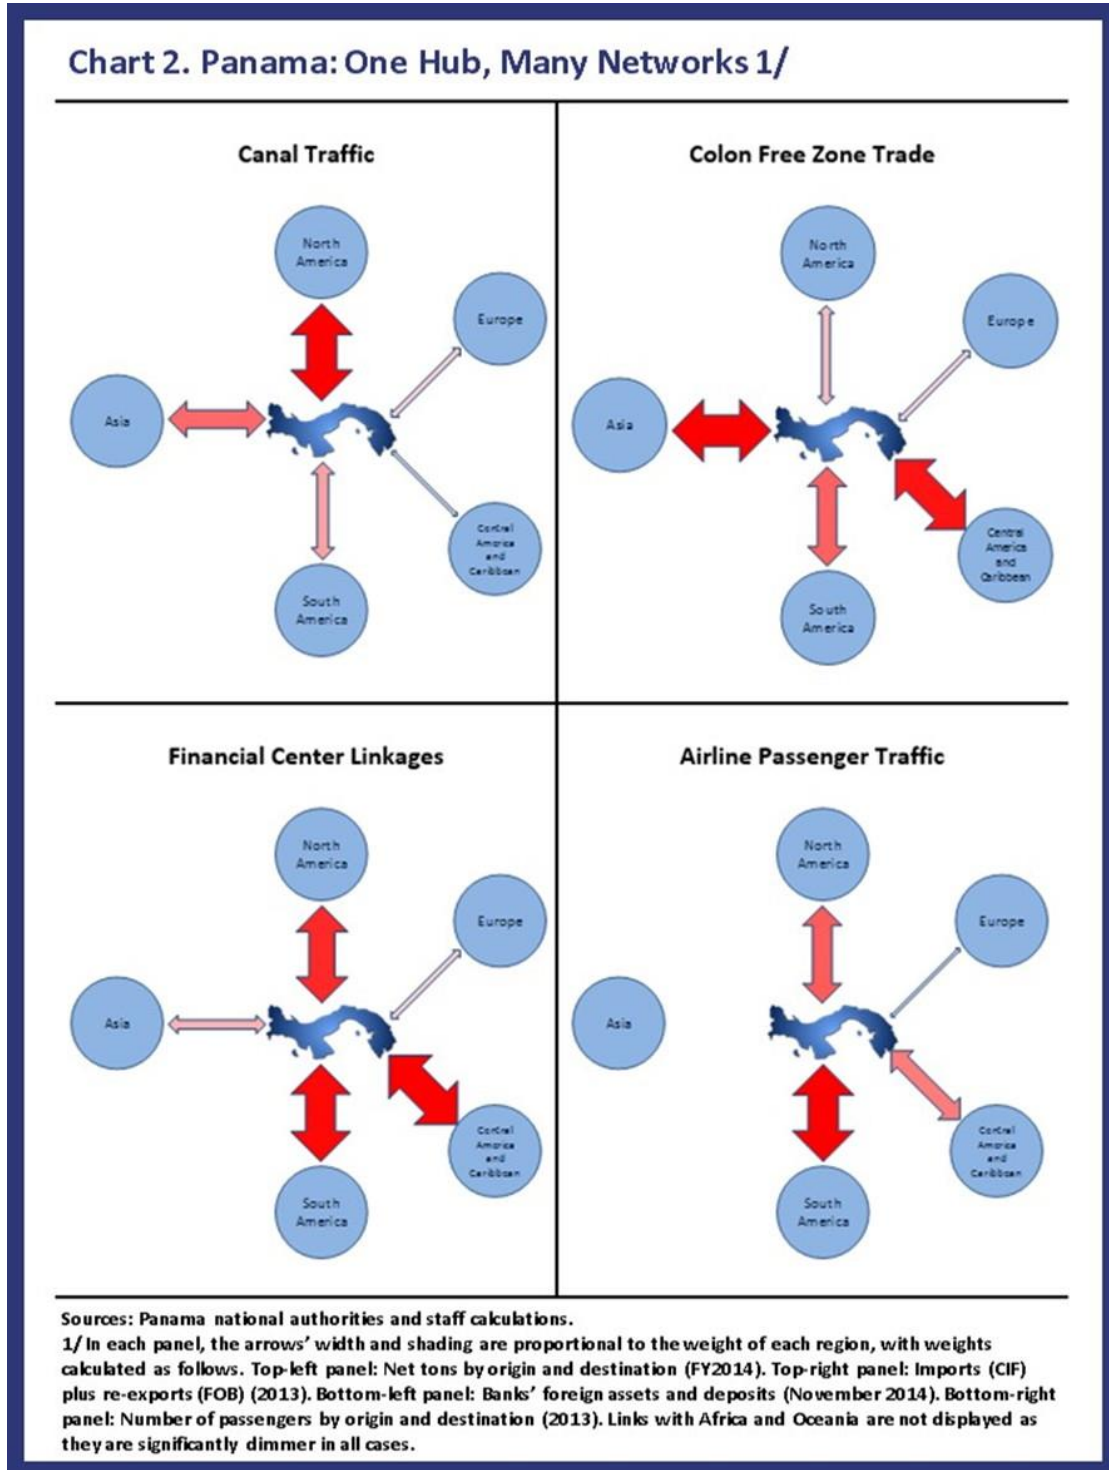 Chart 2. Panama: One Hub, Many Networks 1/
Canal Traffic
North
America
Europe
Asia
Central
America
and
Caribbean
South
America
Colon Free Zone Trade
North
America
Europe
Asia
Central
America
and
Caribbean
South
America
Financial Center Linkages
North
America
Europe
Asia
Central
America
and
Caribbean
South
America
Airline Passenger Traffic
North
America
Europe
Asia
Central
America
and
Caribbean
South
America
Sources: Panama national authorities and staff calculations.
1/ In each panel, the arrows' width and shading are proportional to the weight of each region, with weights
calculated as follows. Top-left panel: Net tons by origin and destination (FY2014). Top-right panel: Imports (CIF)
plus re-exports (FOB) (2013). Bottom-left panel: Banks' foreign assets and deposits (November 2014). Bottom-right
panel: Number of passengers by origin and destination (2013). Links with Africa and Oceania are not displayed as
they are significantly dimmer in all cases.